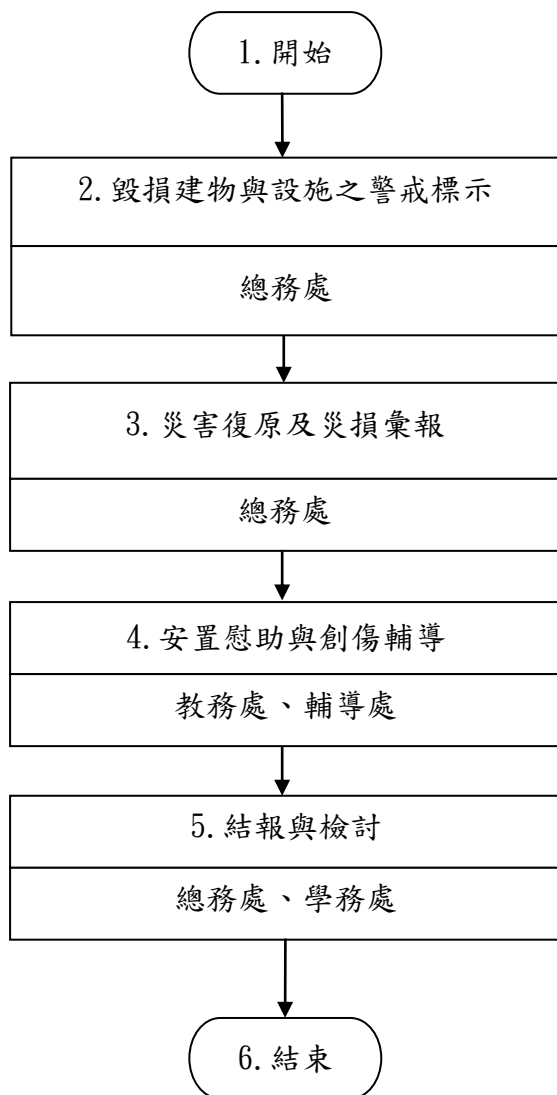 1.開始
2.毀損建物與設施之警戒標示
總務處
3.災害復原及災損彙報
總務處
4.安置慰助與創傷輔導
教務處、輔導處
5.結報與檢討
總務處、學務處
6.結束